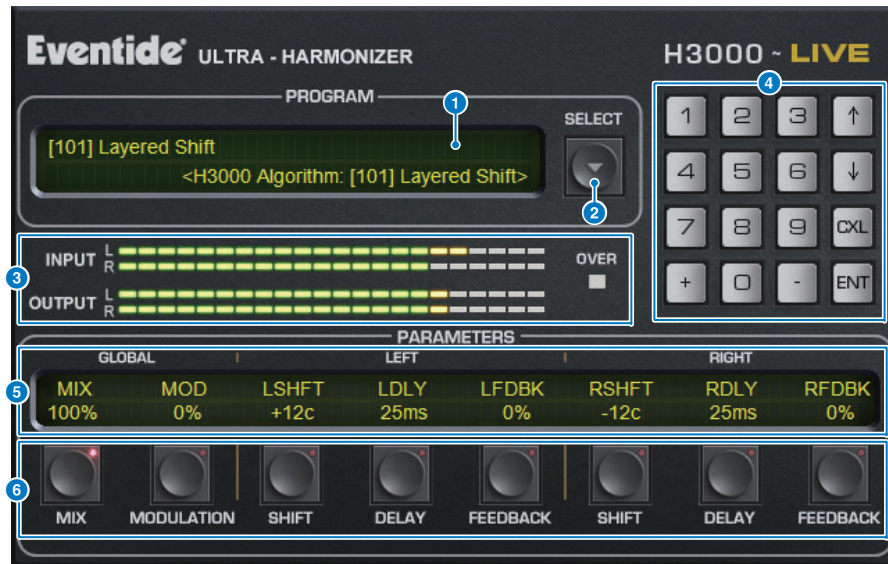 Eventide® ULTRA - HARMONIZER
H3000 ~ LIVE
PROGRAM
1
SELECT
[101] Layered Shift
<H3000 Algorithm: [101] Layered Shift>
2
4
1 2 3 ↑
4 5 6 ↓
7 8 9 CXL
+ 0 - ENT
3
INPUT L
R
OVER
OUTPUT L
R
PARAMETERS
GLOBAL LEFT RIGHT
5
MIX MOD LSHFT LDLY LFDBK RSHFT RDLY RFDBK
100% 0% +12c 25ms 0% -12c 25ms 0%
6
MIX MODULATION SHIFT DELAY FEEDBACK SHIFT DELAY FEEDBACK